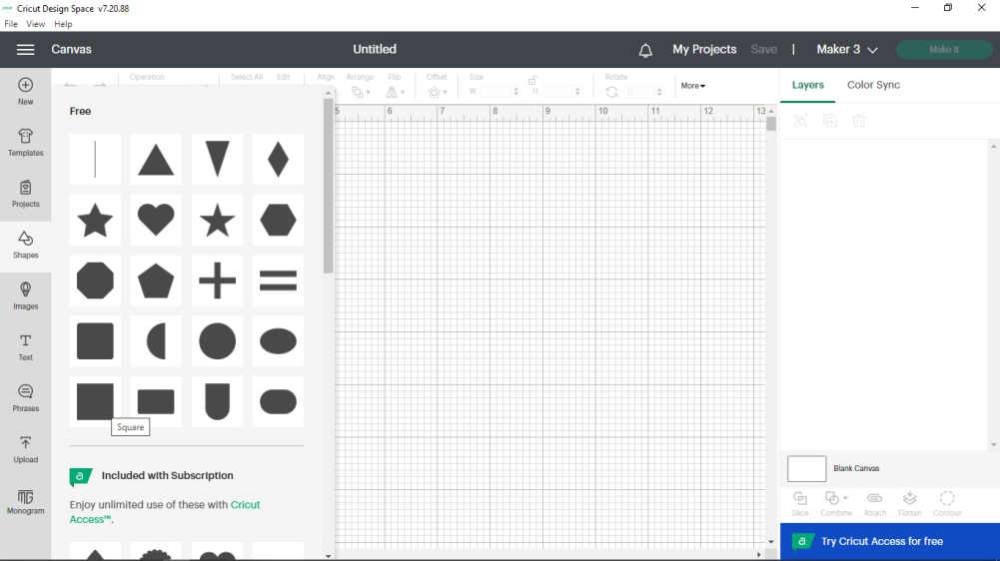 Cricut Design Space v7.20.88
File View Help
Canvas
Untitled
My Projects Save | Maker 3 Make It
New
Templates
Projects
Shapes
Images
Text
Phrases
Upload
Monogram
Operation Select All Edit Align Arrange Flip Offset Size Rotate
W H
More
Free
Square
Included with Subscription
Enjoy unlimited use of these with Cricut
Access™.
5 6 7 8 9 10 11 12 13
Layers Color Sync
Blank Canvas
Slice Combine Attach Flatten Contour
Try Cricut Access for free